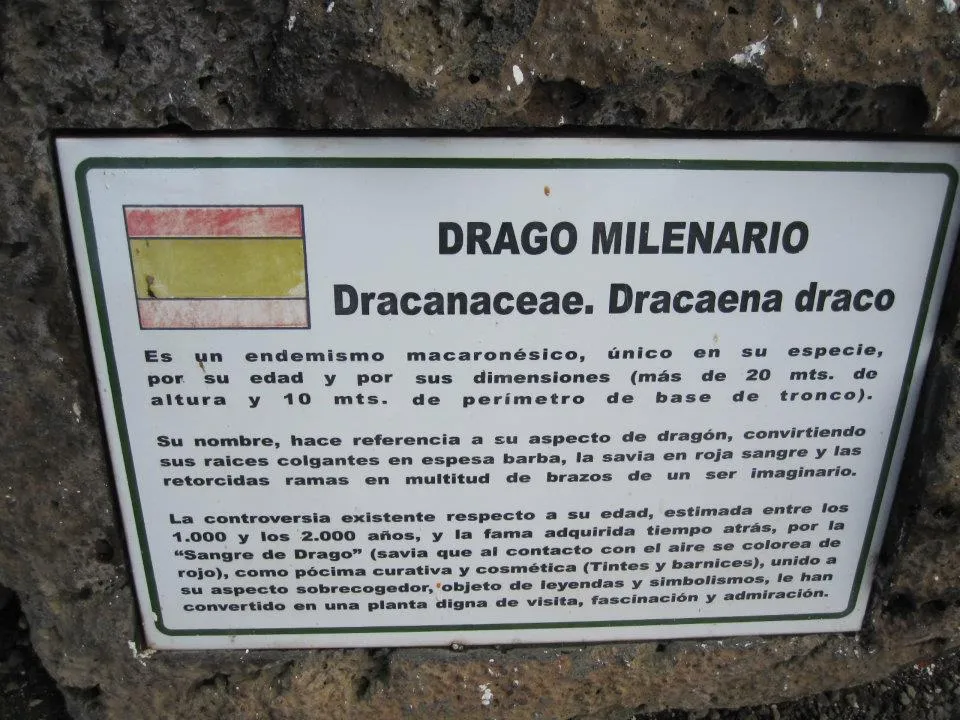 DRAGO MILENARIO
Dracanaceae. Dracaena draco
Es un endemismo macaronésico, único en su especie,
por su edad y por sus dimensiones (más de 20 mts. de
altura y 10 mts. de perímetro de base de tronco).
Su nombre, hace referencia a su aspecto de dragón, convirtiendo
sus raices colgantes en espesa barba, la savia en roja sangre y las
retorcidas ramas en multitud de brazos de un ser imaginario.
La controversia existente respecto a su edad, estimada entre los
1.000 y los 2.000 años, y la fama adquirida tiempo atrás, por la
“Sangre de Drago” (savia que al contacto con el aire se colorea de
rojo), como pócima curativa y cosmética (Tintes y barnices), unido a
su aspecto sobrecogedor, objeto de leyendas y simbolismos, le han
convertido en una planta digna de visita, fascinación y admiración.